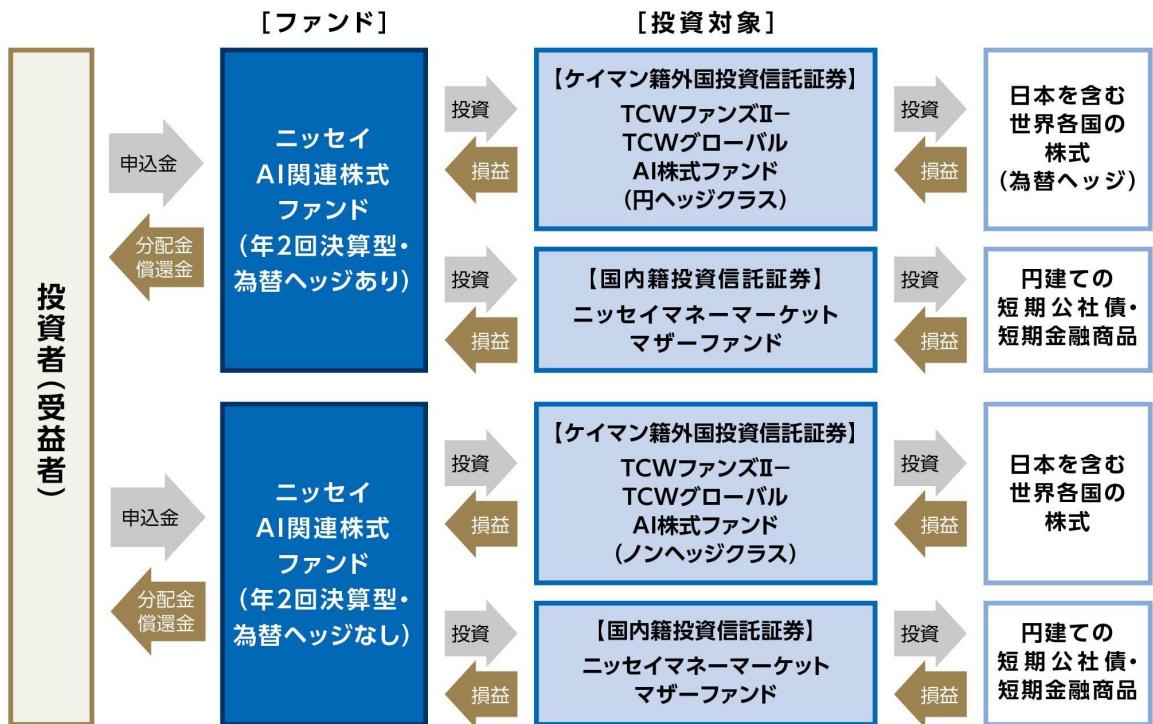 [ファンド]
[投資対象]
投資者(受益者)
申込金
分配金
償還金
ニッセイ
AI関連株式
ファンド
(年2回決算型・
為替ヘッジあり)
投資
損益
【ケイマン籍外国投資信託証券】
TCWファンズⅡ−
TCWグローバル
AI株式ファンド
(円ヘッジクラス)
投資
損益
日本を含む
世界各国の
株式
(為替ヘッジ)
投資
損益
【国内籍投資信託証券】
ニッセイマネーマーケット
マザーファンド
投資
損益
円建ての
短期公社債・
短期金融商品
申込金
分配金
償還金
ニッセイ
AI関連株式
ファンド
(年2回決算型・
為替ヘッジなし)
投資
損益
【ケイマン籍外国投資信託証券】
TCWファンズⅡ−
TCWグローバル
AI株式ファンド
(ノンヘッジクラス)
投資
損益
日本を含む
世界各国の
株式
投資
損益
【国内籍投資信託証券】
ニッセイマネーマーケット
マザーファンド
投資
損益
円建ての
短期公社債・
短期金融商品